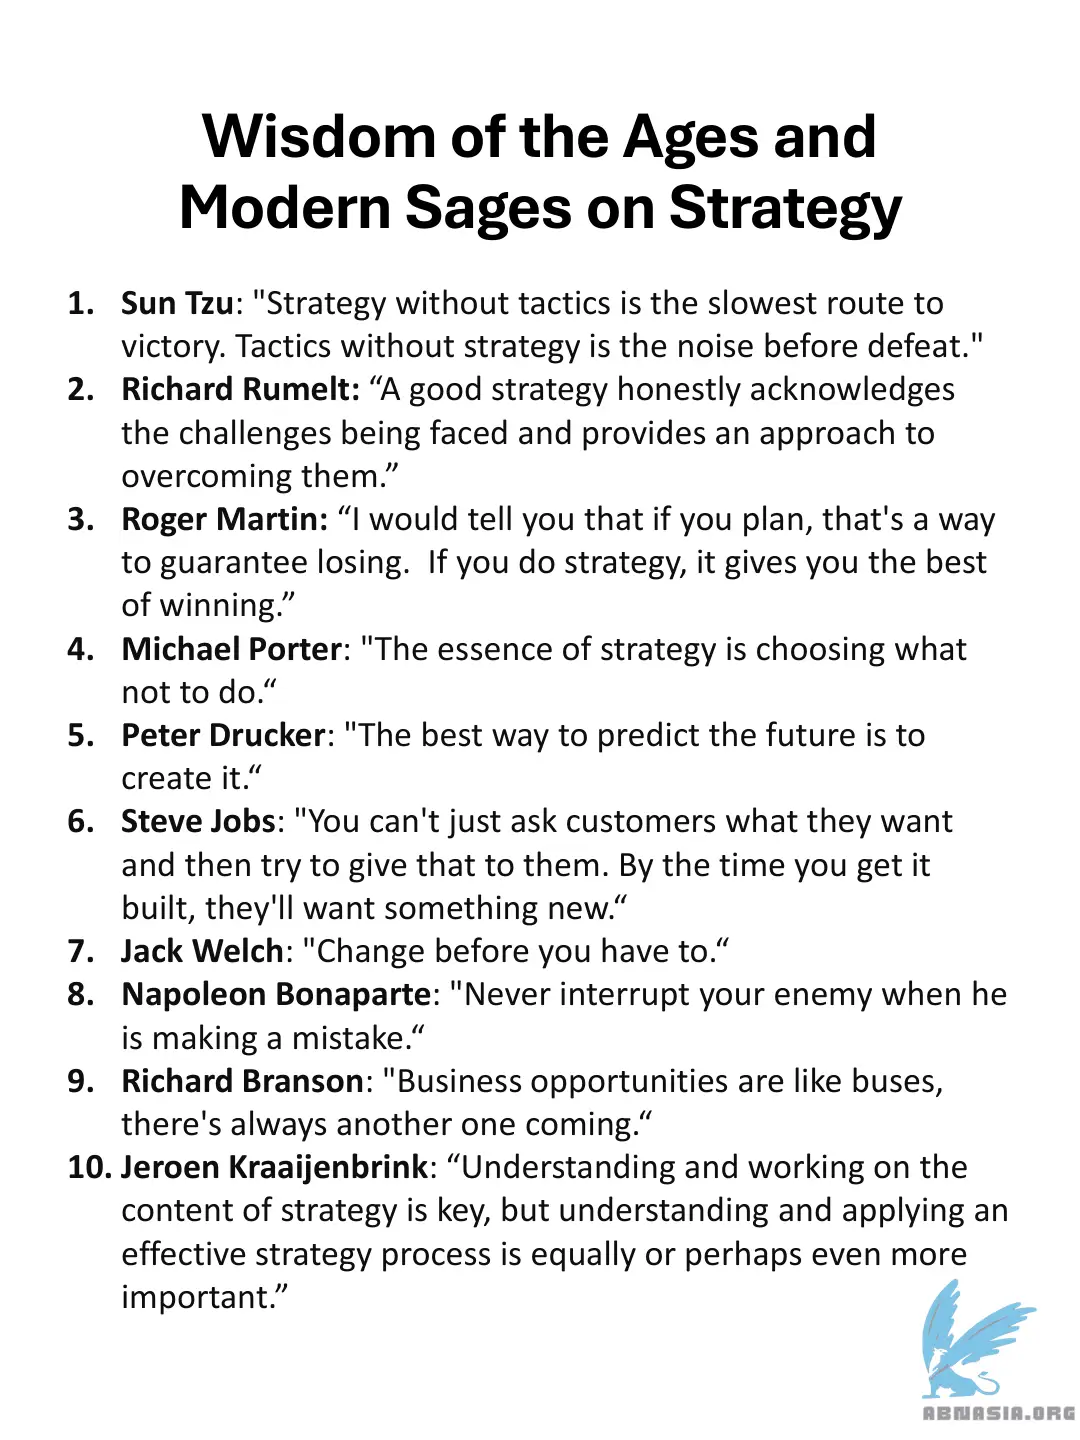 Wisdom of the Ages and
Modern Sages on Strategy
1. Sun Tzu: "Strategy without tactics is the slowest route to
victory. Tactics without strategy is the noise before defeat."
2. Richard Rumelt: “A good strategy honestly acknowledges
the challenges being faced and provides an approach to
overcoming them.”
3. Roger Martin: “I would tell you that if you plan, that's a way
to guarantee losing.  If you do strategy, it gives you the best
of winning.”
4. Michael Porter: "The essence of strategy is choosing what
not to do.“
5. Peter Drucker: "The best way to predict the future is to
create it.“
6. Steve Jobs: "You can't just ask customers what they want
and then try to give that to them. By the time you get it
built, they'll want something new.“
7. Jack Welch: "Change before you have to.“
8. Napoleon Bonaparte: "Never interrupt your enemy when he
is making a mistake.“
9. Richard Branson: "Business opportunities are like buses,
there's always another one coming.“
10. Jeroen Kraaijenbrink: “Understanding and working on the
content of strategy is key, but understanding and applying an
effective strategy process is equally or perhaps even more
important.”
ABNASIA.ORG